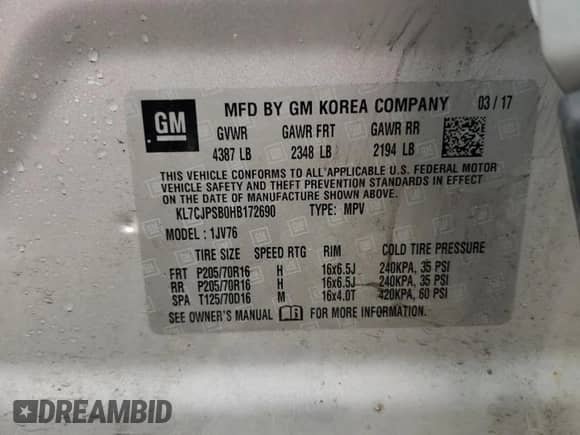 GM
MFD BY GM KOREA COMPANY 03 / 17
GVWR GAWR FRT GAWR RR
4387 LB 2348 LB 2194 LB
THIS VEHICLE CONFORMS TO ALL APPLICABLE U.S. FEDERAL MOTOR
VEHICLE SAFETY AND THEFT PREVENTION STANDARDS IN EFFECT ON
THE DATE OF MANUFACTURE SHOWN ABOVE.
KL7CJPSB0HB172690 TYPE: MPV
MODEL : 1JV76
TIRE SIZE SPEED RTG RIM COLD TIRE PRESSURE
FRT P205/70R16 H 16x6.5J 240KPA, 35 PSI
RR P205/70R16 H 16x6.5J 240KPA, 35 PSI
SPA T125/70D16 M 16x4.0T 420KPA, 60 PSI
SEE OWNER'S MANUAL FOR MORE INFORMATION.
DREAMBID